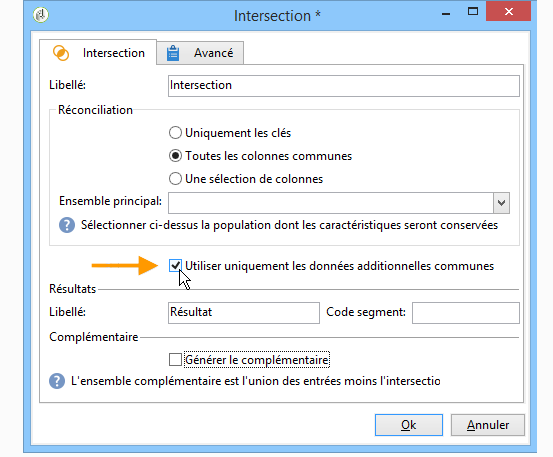 Intersection *
Intersection
Avancé
Libellé: Intersection
Réconciliation
Uniquement les clés
Toutes les colonnes communes
Une sélection de colonnes
Ensemble principal:
? Sélectionner ci-dessus la population dont les caractéristiques seront conservées
Utiliser uniquement les données additionnelles communes
Résultats
Libellé: Résultat Code segment:
Complémentaire
Générer le complémentaire
? L'ensemble complémentaire est l'union des entrées moins l'intersectio
Ok Annuler